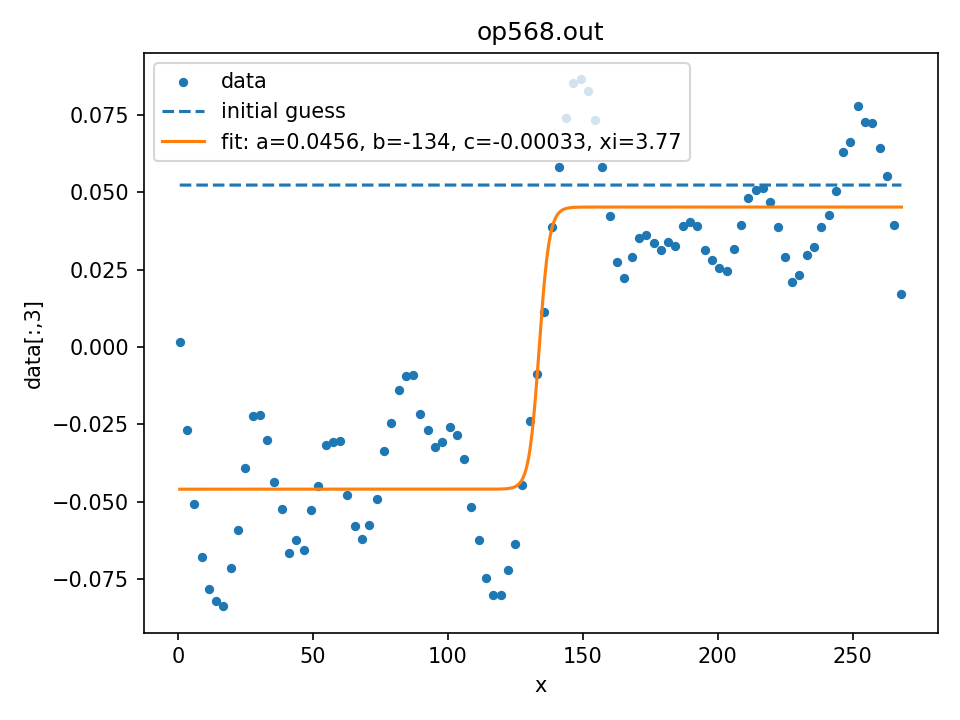 op568.out
data
initial guess
fit: a=0.0456, b=-134, c=-0.00033, xi=3.77
0.075
0.050
0.025
0.000
−0.025
−0.050
−0.075
data[:,3]
0 50 100 150 200 250
x